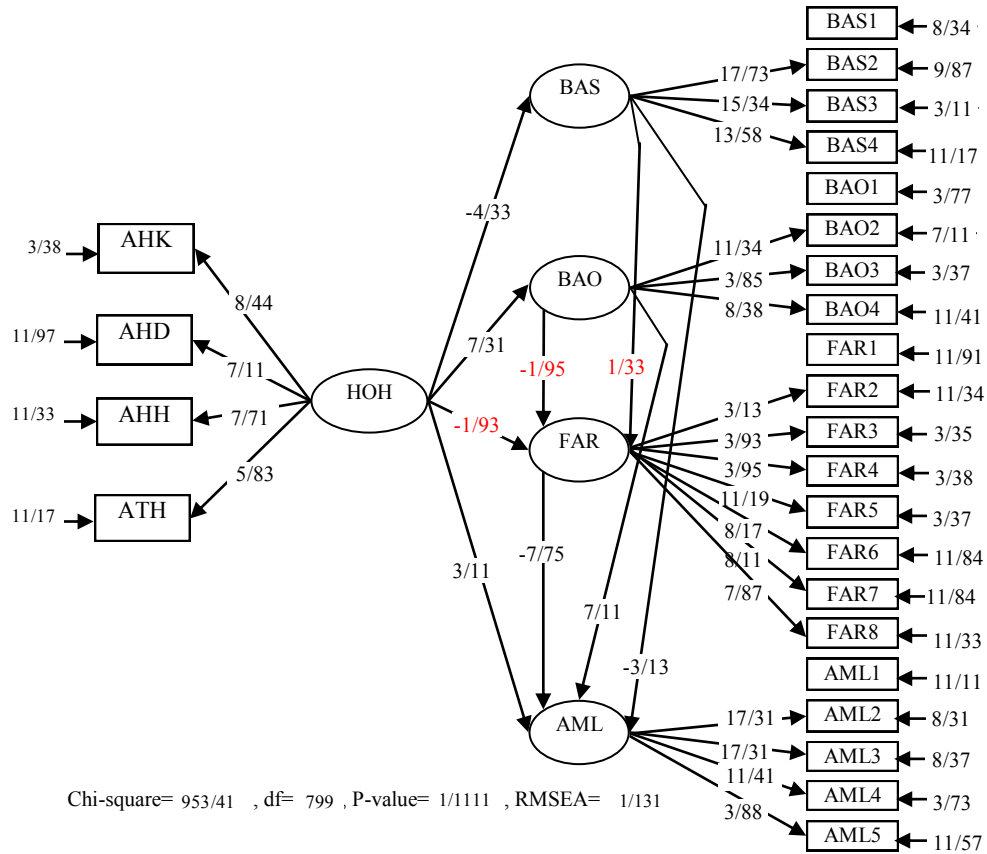 BAS1
8/34
BAS
17/73
BAS2
9/87
15/34
BAS3
3/11
13/58
BAS4
11/17
-4/33
BAO1
3/77
3/38
AHK
11/34
BAO2
7/11
BAO
3/85
BAO3
3/37
8/44
8/38
BAO4
11/41
11/97
AHD
7/31
-1/95
1/33
FAR1
11/91
7/11
HOH
3/13
FAR2
11/34
11/33
AHH
7/71
-1/93
FAR
3/93
FAR3
3/35
3/95
FAR4
3/38
5/83
11/19
FAR5
3/37
11/17
ATH
8/17
FAR6
11/84
3/11
-7/75
8/11
FAR7
11/84
7/87
7/11
FAR8
11/33
-3/13
AML1
11/11
AML
17/31
AML2
8/31
17/31
AML3
8/37
11/41
AML4
3/73
3/88
AML5
11/57
Chi-square= 953/41 , df= 799 , P-value= 1/1111 , RMSEA= 1/131